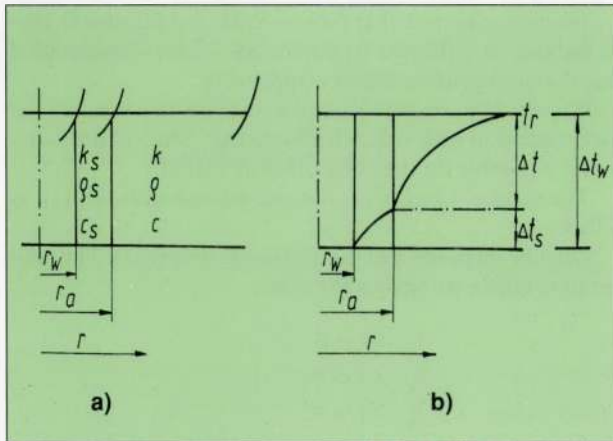 k_s k
ϱ_s ϱ
c_s c
r_w
r_a
r
a)
t_r
Δt
Δt_w
Δt_s
r_w
r_a
r
b)